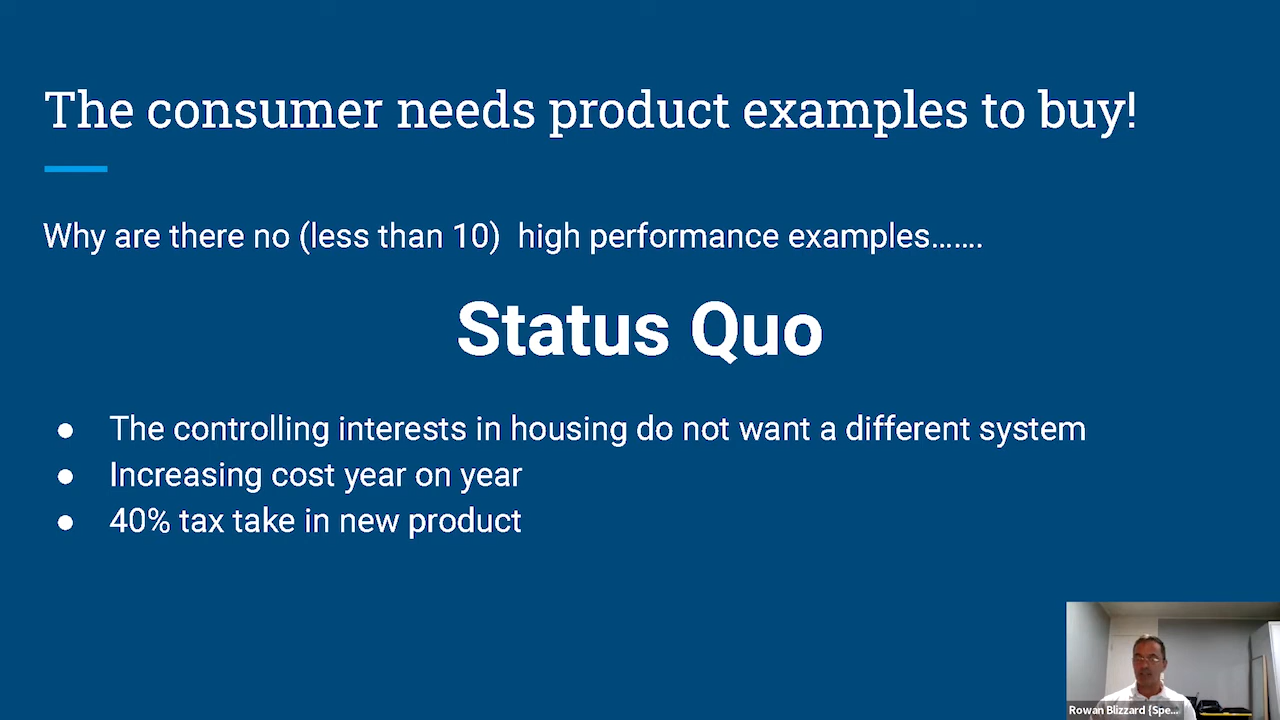 The consumer needs product examples to buy!
Why are there no (less than 10)  high performance examples…….
Status Quo
● The controlling interests in housing do not want a different system
● Increasing cost year on year
● 40% tax take in new product
Rowan Blizzard (Spe...